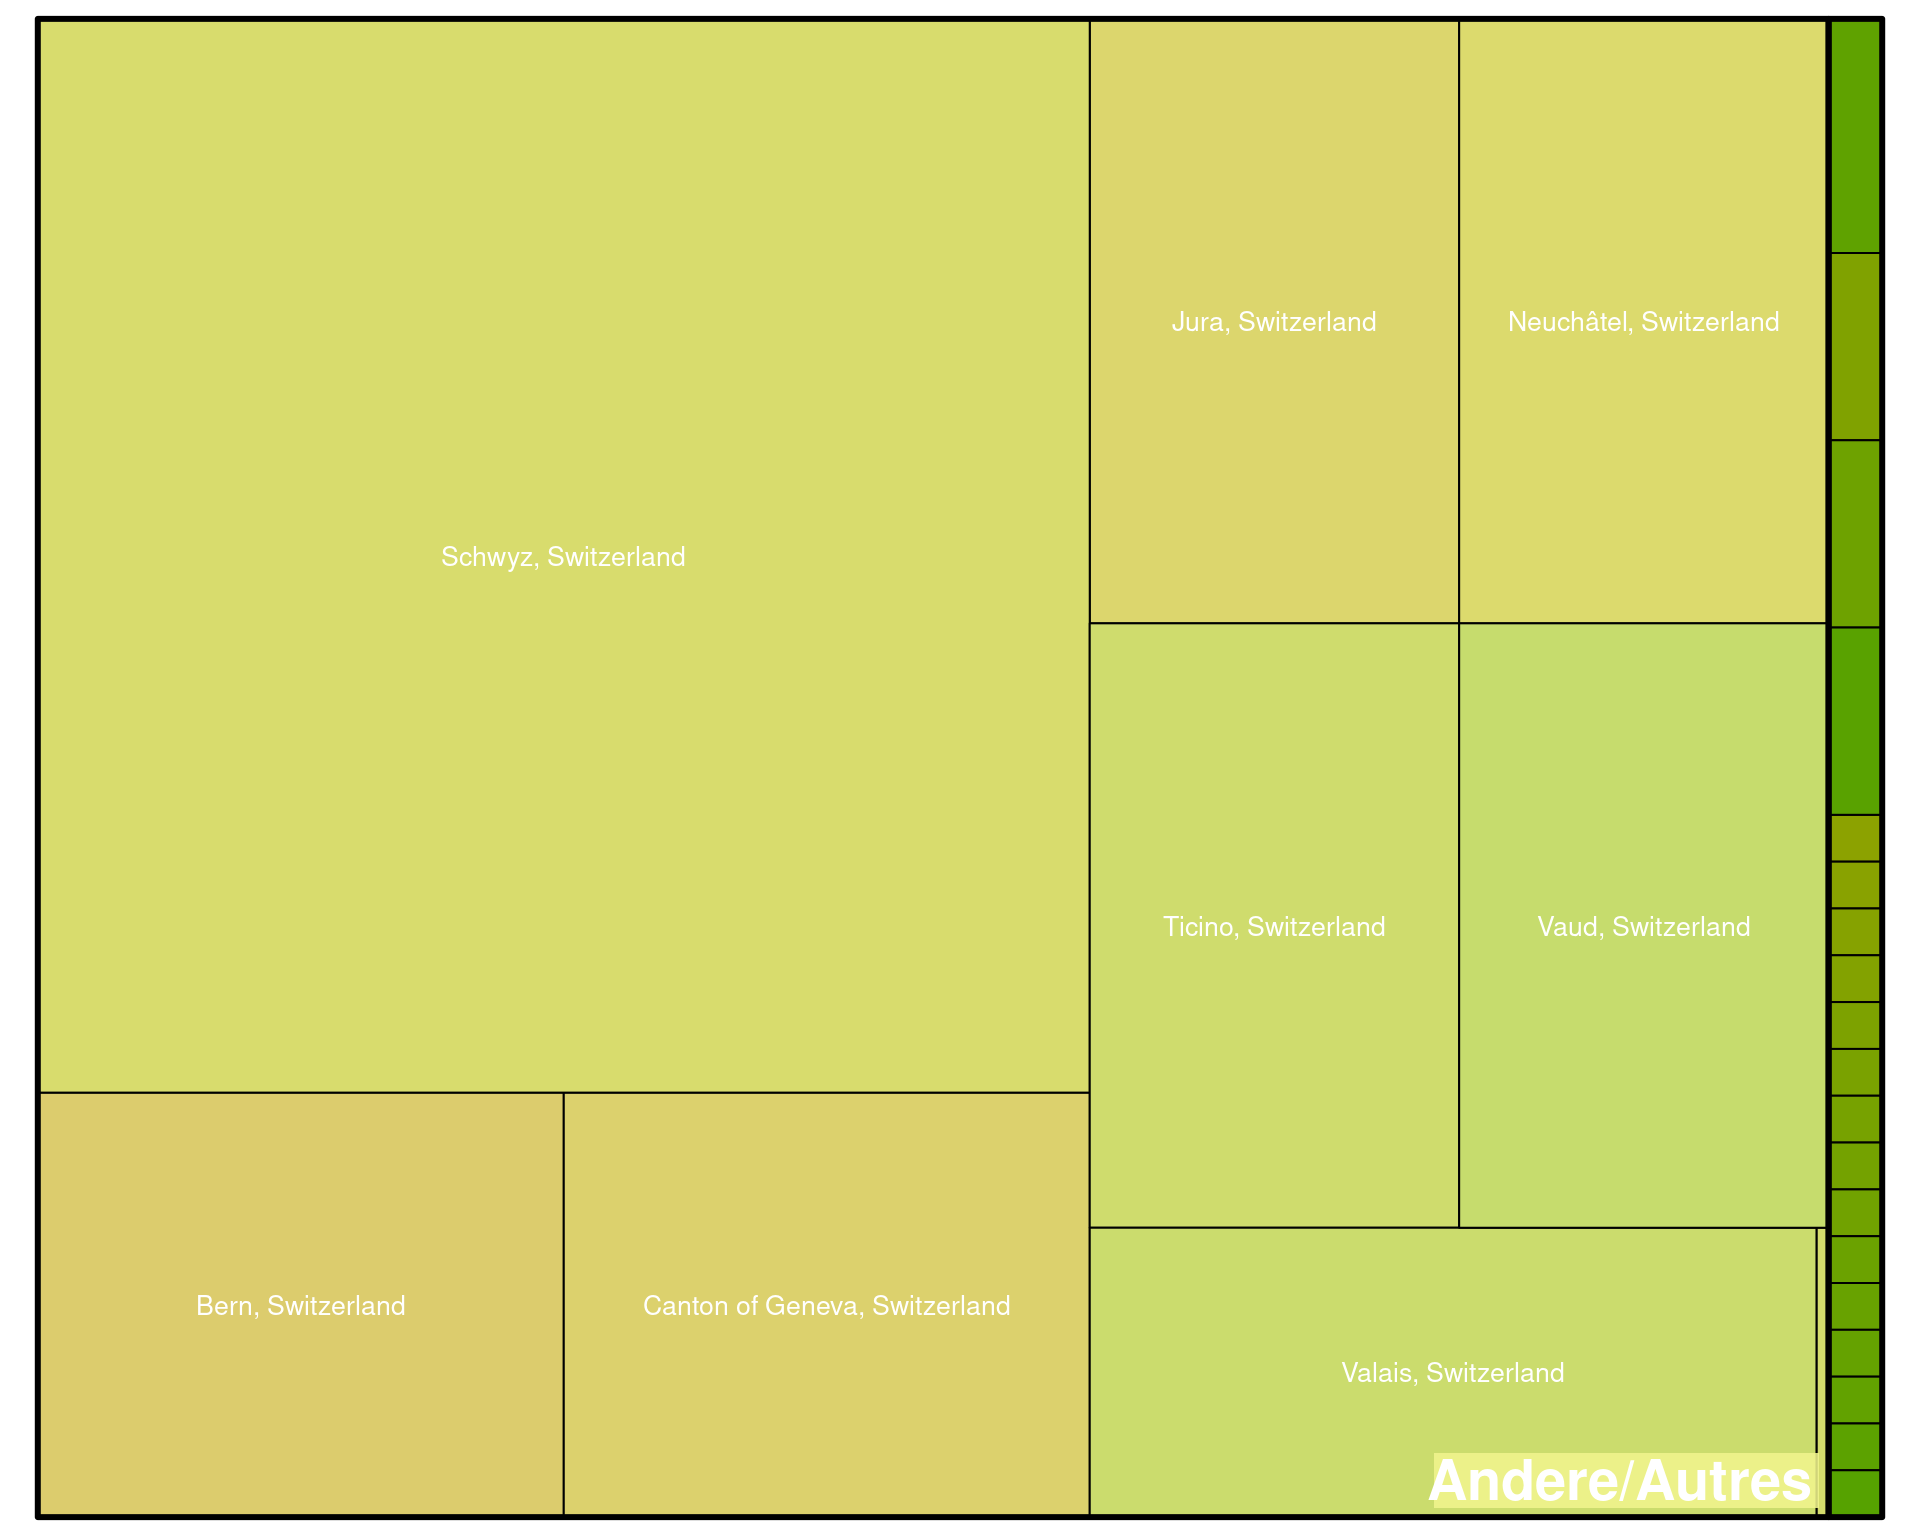 Jura, Switzerland
Neuchâtel, Switzerland
Schwyz, Switzerland
Ticino, Switzerland
Vaud, Switzerland
Bern, Switzerland
Canton of Geneva, Switzerland
Valais, Switzerland
Andere/Autres